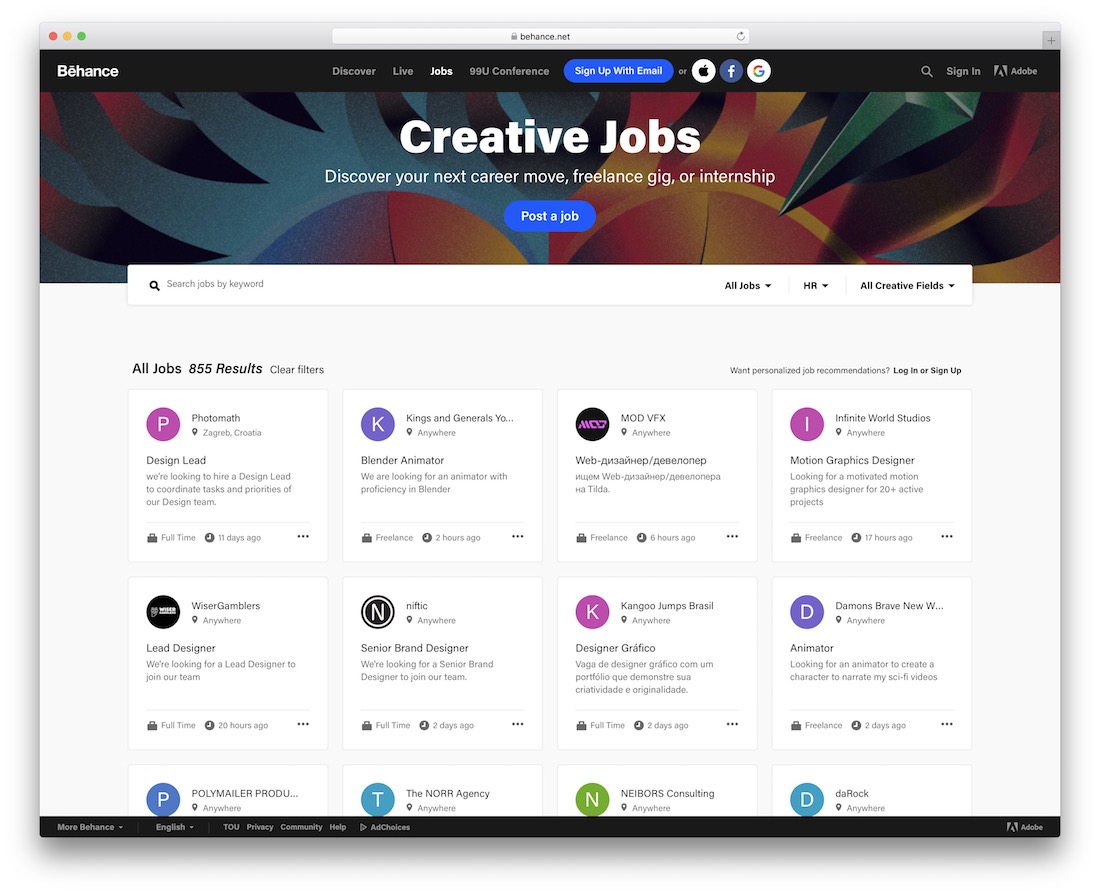 behance.net
Bēhance
Discover Live Jobs 99U Conference Sign Up With Email or Sign In Adobe
Creative Jobs
Discover your next career move, freelance gig, or internship
Post a job
Search jobs by keyword All Jobs HR All Creative Fields
All Jobs 855 Results Clear filters
Want personalized job recommendations? Log In or Sign Up
P
Photomath
Zagreb, Croatia
Design Lead
we're looking to hire a Design Lead
to coordinate tasks and priorities of
our Design team.
Full Time 11 days ago
K
Kings and Generals Yo...
Anywhere
Blender Animator
We are looking for an animator with
proficiency in Blender
Freelance 2 hours ago
MOD
MOD VFX
Anywhere
Web-дизайнер/девелопер
ищем Web-дизайнер/девелопера
на Tilda.
Freelance 6 hours ago
I
Infinite World Studios
Anywhere
Motion Graphics Designer
Looking for a motivated motion
graphics designer for 20+ active
projects
Freelance 17 hours ago
WISER
GAMBLERS
WiserGamblers
Anywhere
Lead Designer
We're looking for a Lead Designer to
join our team
Full Time 20 hours ago
N
niftic
Anywhere
Senior Brand Designer
We're looking for a Senior Brand
Designer to join our team.
Full Time 2 days ago
K
Kangoo Jumps Brasil
Anywhere
Designer Gráfico
Vaga de designer gráfico com um
portfólio que demonstre sua
criatividade e originalidade.
Full Time 2 days ago
D
Damons Brave New W...
Anywhere
Animator
Looking for an animator to create a
character to narrate my sci-fi videos
Freelance 2 days ago
P
POLYMAILER PRODU...
Anywhere
T
The NORR Agency
Anywhere
N
NEIBORS Consulting
Anywhere
D
daRock
Anywhere
More Behance English TOU Privacy Community Help AdChoices Adobe